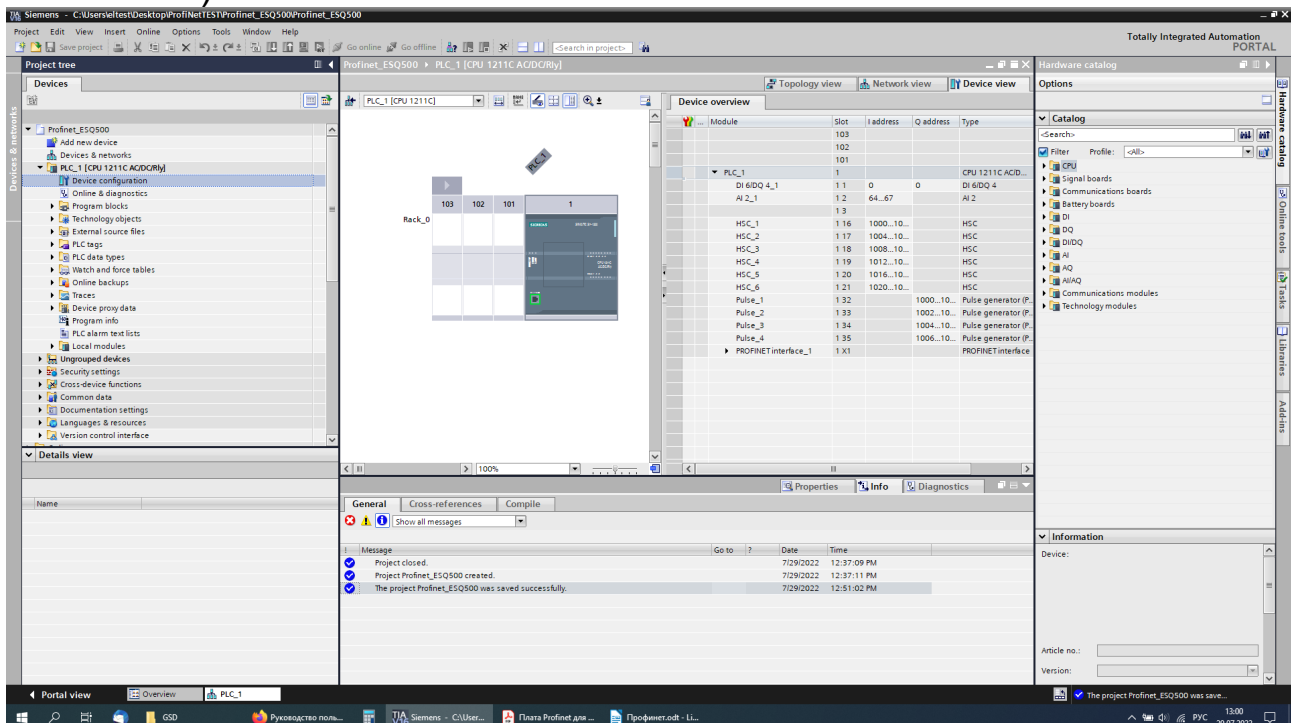 Siemens - C:\Users\eltest\Desktop\ProfiNetTEST\Profinet_ESQ500\Profinet_ESQ500
Project Edit View Insert Online Options Tools Window Help
Totally Integrated Automation
PORTAL
Save project
Go online
Go offline
<Search in project>
Project tree
Profinet_ESQ500 PLC_1 [CPU 1211C AC/DC/Rly]
Hardware catalog
Devices
Topology view
Network view
Device view
Options
PLC_1 [CPU 1211C]
Device overview
Catalog
<Search>
Filter Profile: <All>
Devices & networks
Profinet_ESQ500
Add new device
Devices & networks
PLC_1 [CPU 1211C AC/DC/Rly]
Device configuration
Online & diagnostics
Program blocks
Technology objects
External source files
PLC tags
PLC data types
Watch and force tables
Online backups
Traces
Device proxy data
Program info
PLC alarm text lists
Local modules
Ungrouped devices
Security settings
Cross-device functions
Common data
Documentation settings
Languages & resources
Version control interface
Details view
Name
PLC_1
103 102 101 1
Rack_0
SIEMENS
100%
... Module Slot I address Q address Type
103
102
101
PLC_1 1 CPU 1211C AC/D...
DI 6/DQ 4_1 1 1 0 0 DI 6/DQ 4
AI 2_1 1 2 64...67 AI 2
1 3
HSC_1 1 16 1000...10... HSC
HSC_2 1 17 1004...10... HSC
HSC_3 1 18 1008...10... HSC
HSC_4 1 19 1012...10... HSC
HSC_5 1 20 1016...10... HSC
HSC_6 1 21 1020...10... HSC
Pulse_1 1 32 1000...10... Pulse generator (P...
Pulse_2 1 33 1002...10... Pulse generator (P...
Pulse_3 1 34 1004...10... Pulse generator (P...
Pulse_4 1 35 1006...10... Pulse generator (P...
PROFINET interface_1 1 X1 PROFINET interface
CPU
Signal boards
Communications boards
Battery boards
DI
DQ
DI/DQ
AI
AQ
AI/AQ
Communications modules
Technology modules
Hardware catalog
Online tools
Tasks
Libraries
Add-ins
Properties
Info
Diagnostics
General Cross-references Compile
Show all messages
! Message Go to ? Date Time
Project closed. 7/29/2022 12:37:09 PM
Project Profinet_ESQ500 created. 7/29/2022 12:37:11 PM
The project Profinet_ESQ500 was saved successfully. 7/29/2022 12:51:02 PM
Information
Device:
Article no.:
Version:
Portal view
Overview
PLC_1
The project Profinet_ESQ500 was save...
GSD
Руководство поль...
Siemens - C:\User...
Плата Profinet для ...
Профинет.odt - Li...
РУС
13:00